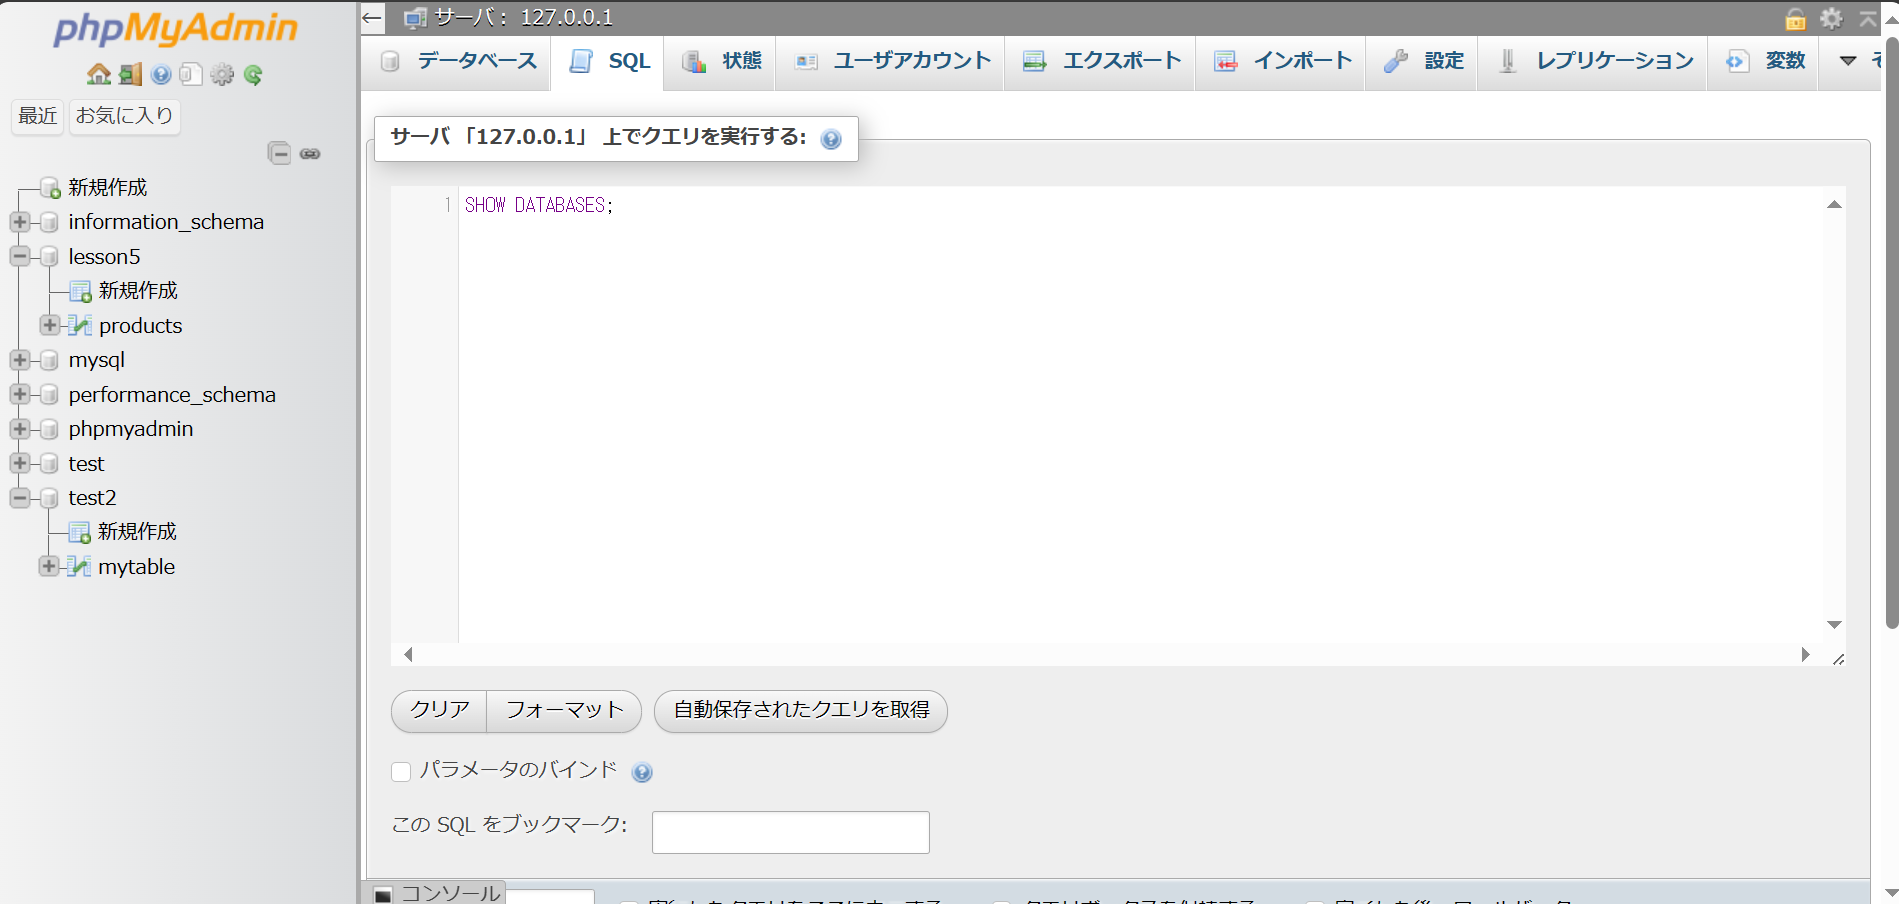 phpMyAdmin
最近 お気に入り
新規作成
information_schema
lesson5
新規作成
products
mysql
performance_schema
phpmyadmin
test
test2
新規作成
mytable
サーバ: 127.0.0.1
データベース SQL 状態 ユーザアカウント エクスポート インポート 設定 レプリケーション 変数
サーバ 「127.0.0.1」 上でクエリを実行する:
1 SHOW DATABASES;
クリア フォーマット 自動保存されたクエリを取得
パラメータのバインド
この SQL をブックマーク:
コンソール